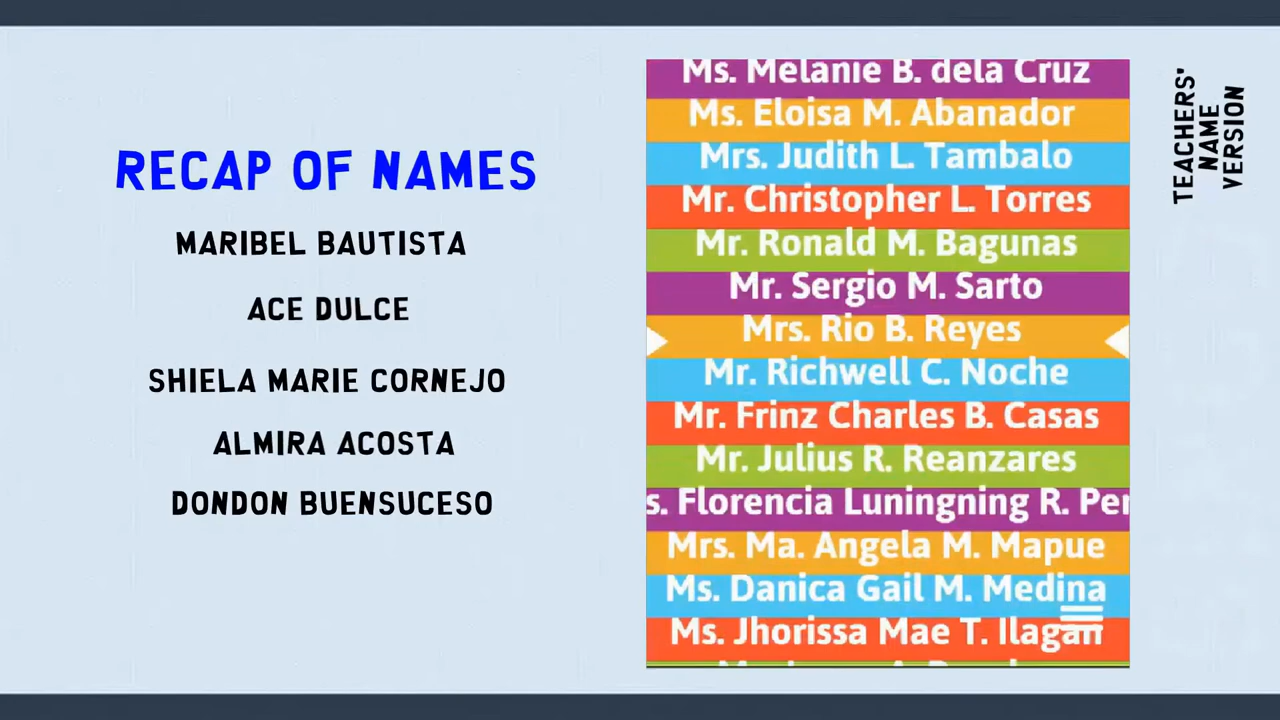 RECAP OF NAMES
MARIBEL BAUTISTA
ACE DULCE
SHIELA MARIE CORNEJO
ALMIRA ACOSTA
DONDON BUENSUCESO
Ms. Melanie B. dela Cruz
Ms. Eloisa M. Abanador
Mrs. Judith L. Tambalo
Mr. Christopher L. Torres
Mr. Ronald M. Bagunas
Mr. Sergio M. Sarto
Mrs. Rio B. Reyes
Mr. Richwell C. Noche
Mr. Frinz Charles B. Casas
Mr. Julius R. Reanzares
s. Florencia Luningning R. Per
Mrs. Ma. Angela M. Mapue
Ms. Danica Gail M. Medina
Ms. Jhorissa Mae T. Ilagan
TEACHERS'
NAME
VERSION